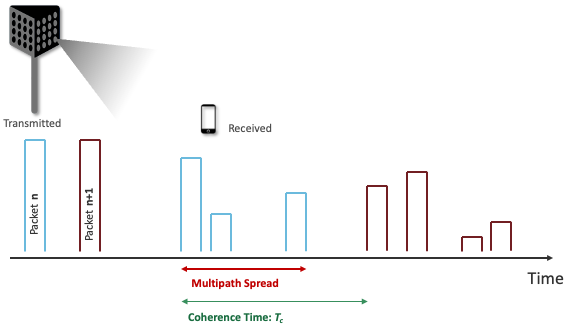 Transmitted
Received
Packet n
Packet n+1
Time
Multipath Spread
Coherence Time: Tc